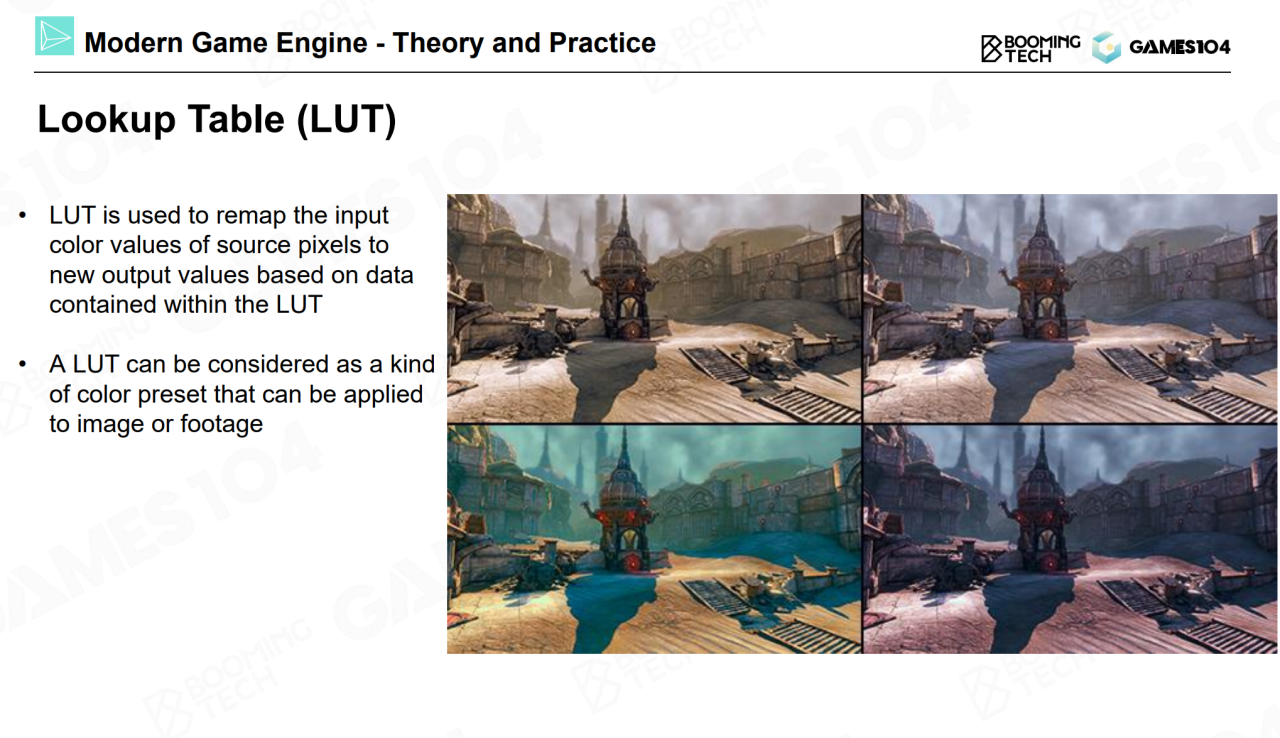 Modern Game Engine - Theory and Practice
BOOMING
TECH
GAMES104
Lookup Table (LUT)
• LUT is used to remap the input
color values of source pixels to
new output values based on data
contained within the LUT
• A LUT can be considered as a kind
of color preset that can be applied
to image or footage